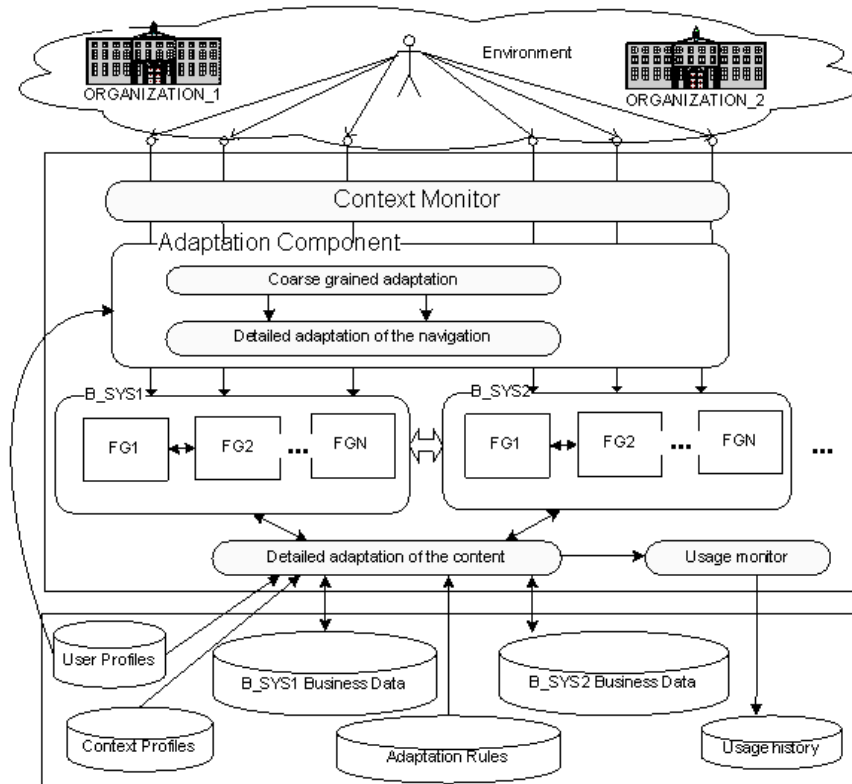 Environment
ORGANIZATION_1
ORGANIZATION_2
Context Monitor
Adaptation Component
Coarse grained adaptation
Detailed adaptation of the navigation
B_SYS1
B_SYS2
FG1
FG2
...
FGN
FG1
FG2
...
FGN
...
Detailed adaptation of the content
Usage monitor
User Profiles
B_SYS1 Business Data
B_SYS2 Business Data
Context Profiles
Adaptation Rules
Usage history